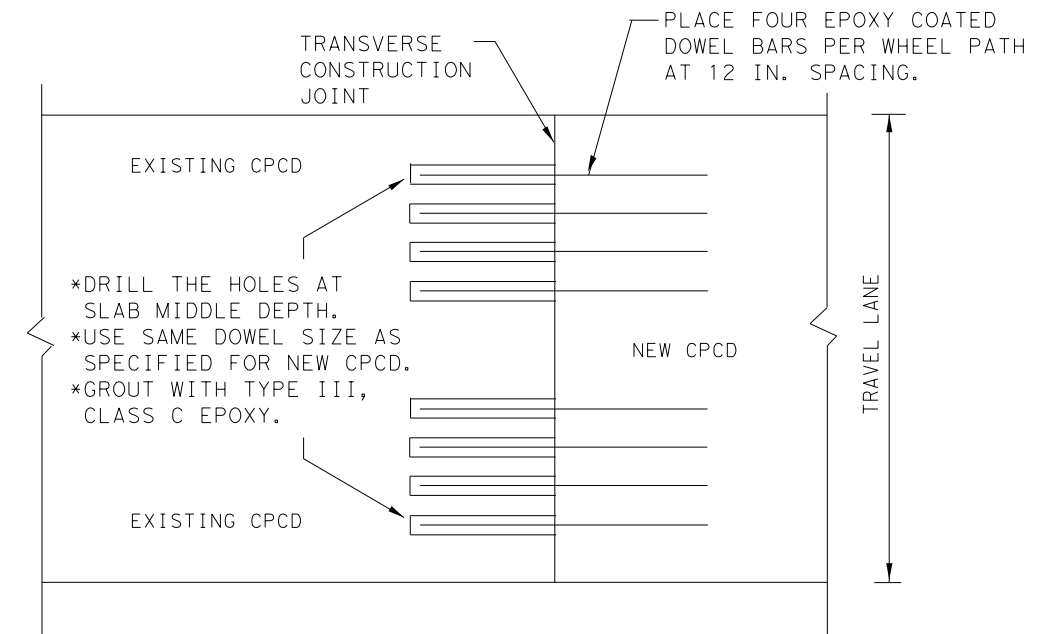 PLACE FOUR EPOXY COATED
DOWEL BARS PER WHEEL PATH
AT 12 IN. SPACING.
TRANSVERSE
CONSTRUCTION
JOINT
EXISTING CPCD
*DRILL THE HOLES AT
SLAB MIDDLE DEPTH.
*USE SAME DOWEL SIZE AS
SPECIFIED FOR NEW CPCD.
*GROUT WITH TYPE III,
CLASS C EPOXY.
NEW CPCD
TRAVEL LANE
EXISTING CPCD